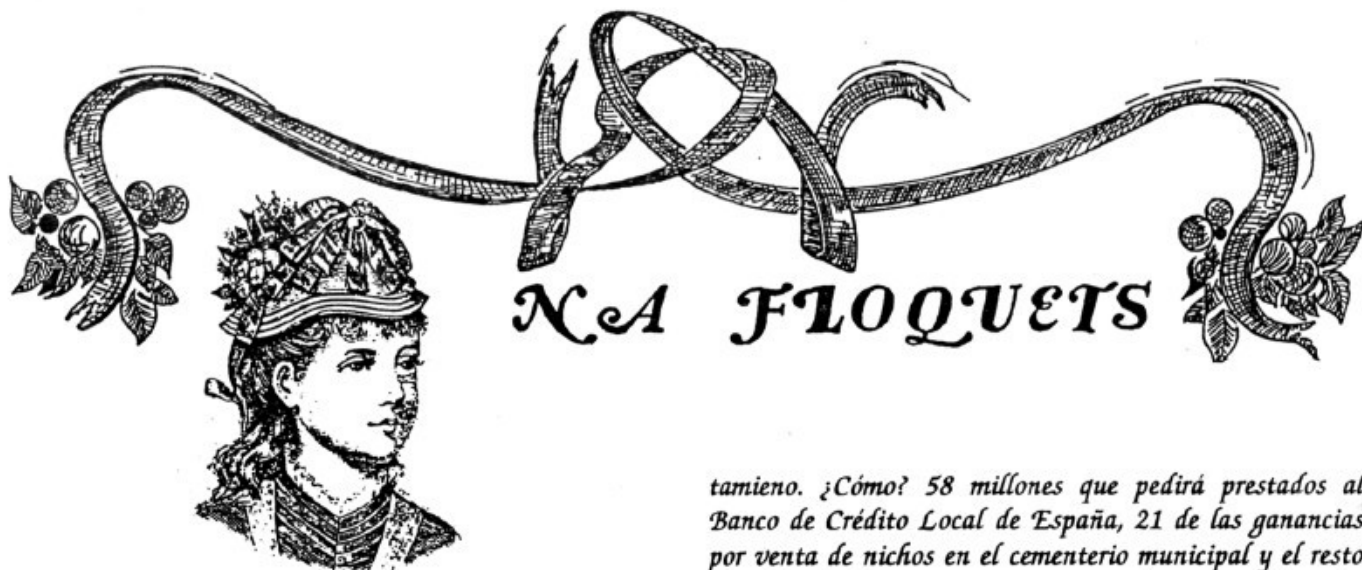 NA FLOQUETS
tamieno. ¿Cómo? 58 millones que pedirá prestados al
Banco de Crédito Local de España, 21 de las ganancias
por venta de nichos en el cementerio municipal y el resto